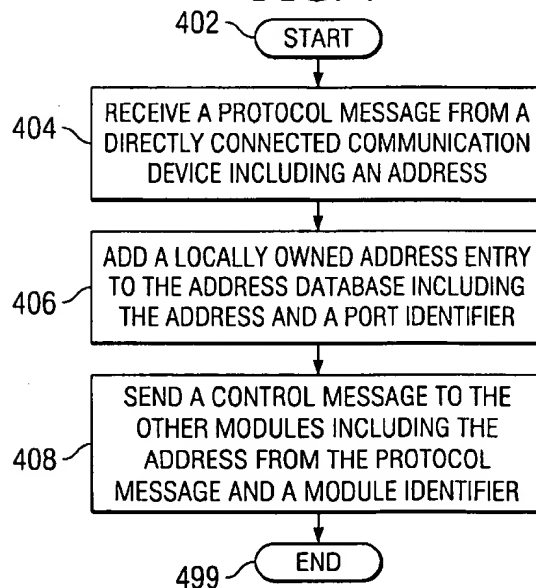 402
START
404
RECEIVE A PROTOCOL MESSAGE FROM A
DIRECTLY CONNECTED COMMUNICATION
DEVICE INCLUDING AN ADDRESS
406
ADD A LOCALLY OWNED ADDRESS ENTRY
TO THE ADDRESS DATABASE INCLUDING
THE ADDRESS AND A PORT IDENTIFIER
408
SEND A CONTROL MESSAGE TO THE
OTHER MODULES INCLUDING THE
ADDRESS FROM THE PROTOCOL
MESSAGE AND A MODULE IDENTIFIER
499
END